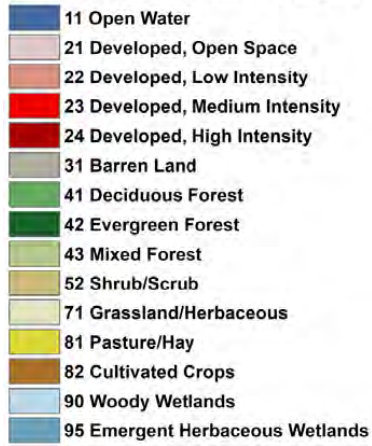 11 Open Water
21 Developed, Open Space
22 Developed, Low Intensity
23 Developed, Medium Intensity
24 Developed, High Intensity
31 Barren Land
41 Deciduous Forest
42 Evergreen Forest
43 Mixed Forest
52 Shrub/Scrub
71 Grassland/Herbaceous
81 Pasture/Hay
82 Cultivated Crops
90 Woody Wetlands
95 Emergent Herbaceous Wetlands